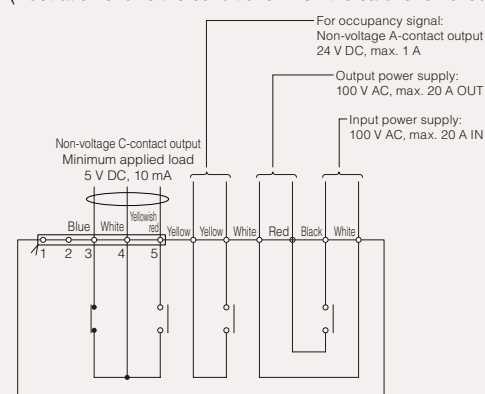 For occupancy signal:
Non-voltage A-contact output
24 V DC, max. 1 A
Output power supply:
100 V AC, max. 20 A OUT
Input power supply:
100 V AC, max. 20 A IN
Non-voltage C-contact output
Minimum applied load
5 V DC, 10 mA
Blue White Yellowish red Yellow Yellow White Red Black White
1 2 3 4 5